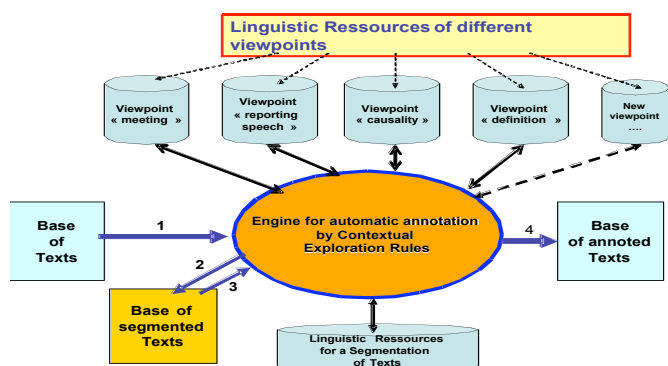 Linguistic Ressources of different
viewpoints
Viewpoint
« meeting »
Viewpoint
« reporting
speech »
Viewpoint
« causality »
Viewpoint
« definition »
New
viewpoint
....
Base
of
Texts
1
Engine for automatic annotation
by Contextual
Exploration Rules
4
Base
of annoted
Texts
2
3
Base of
segmented
Texts
Linguistic Ressources
for a Segmentation
of Texts